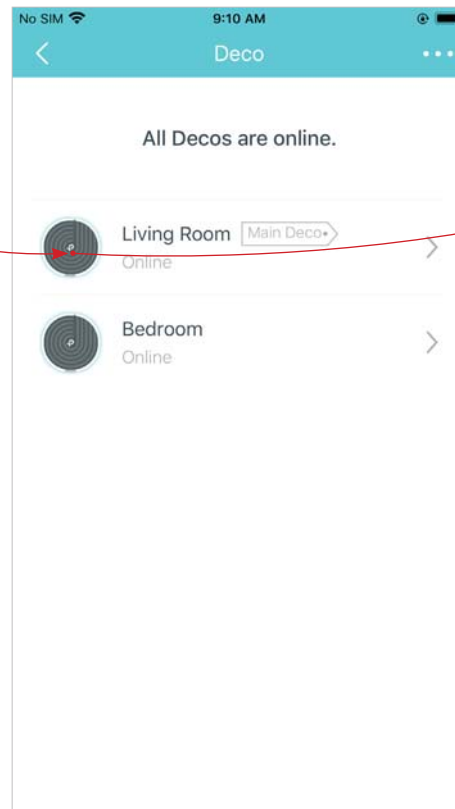 No SIM 9:10 AM
Deco
All Decos are online.
Living Room Main Deco
Online
Bedroom
Online